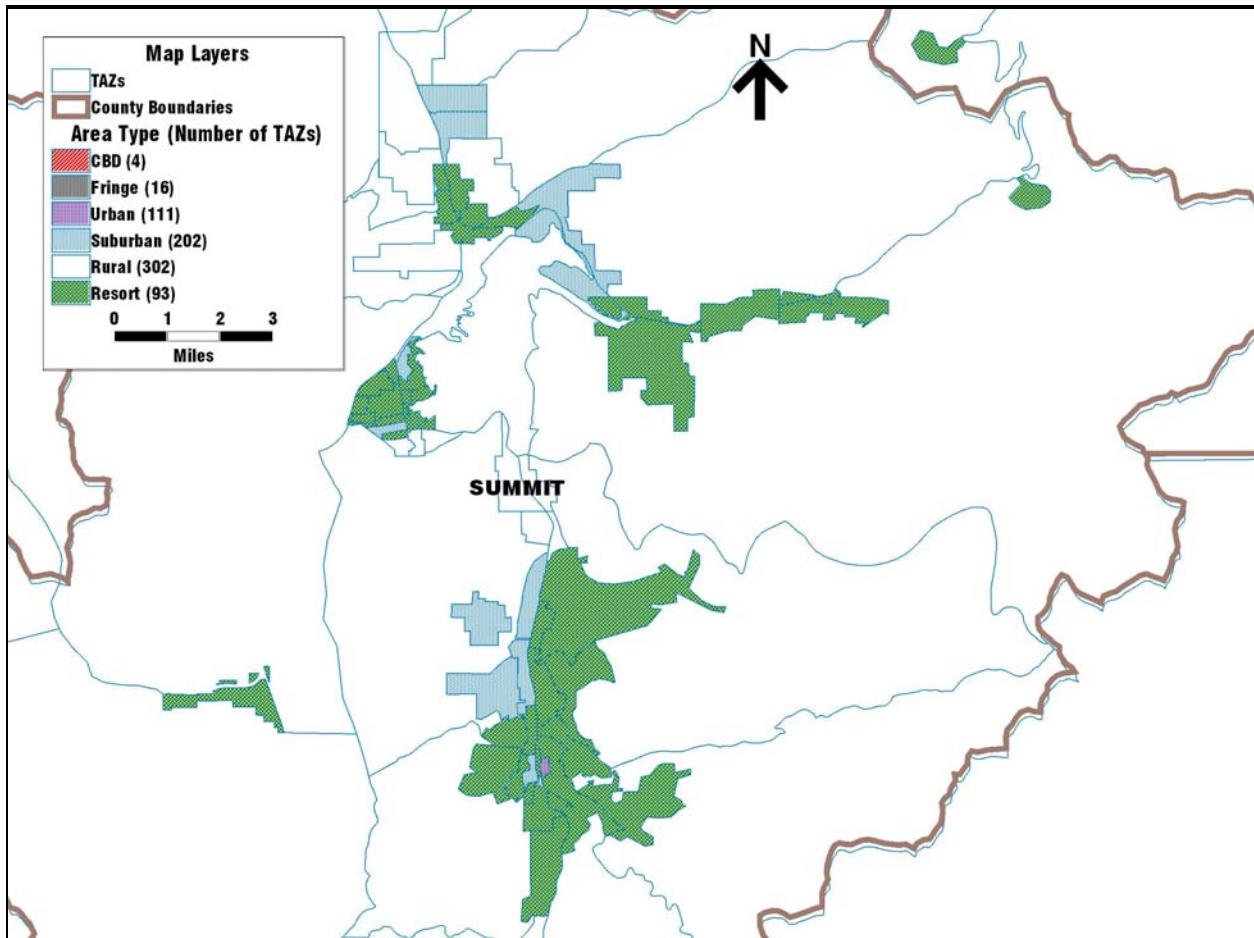 Map Layers
TAZs
County Boundaries
Area Type (Number of TAZs)
CBD (4)
Fringe (16)
Urban (111)
Suburban (202)
Rural (302)
Resort (93)
0 1 2 3
Miles
N
SUMMIT